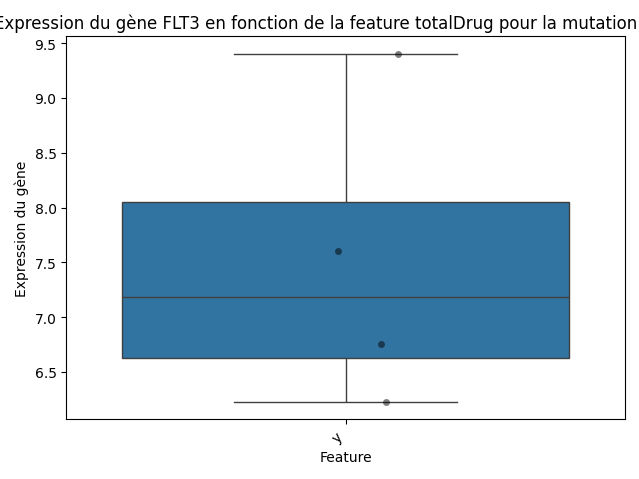 Expression du gène FLT3 en fonction de la feature totalDrug pour la mutation
9.5
9.0
8.5
8.0
7.5
7.0
6.5
Expression du gène
y
Feature